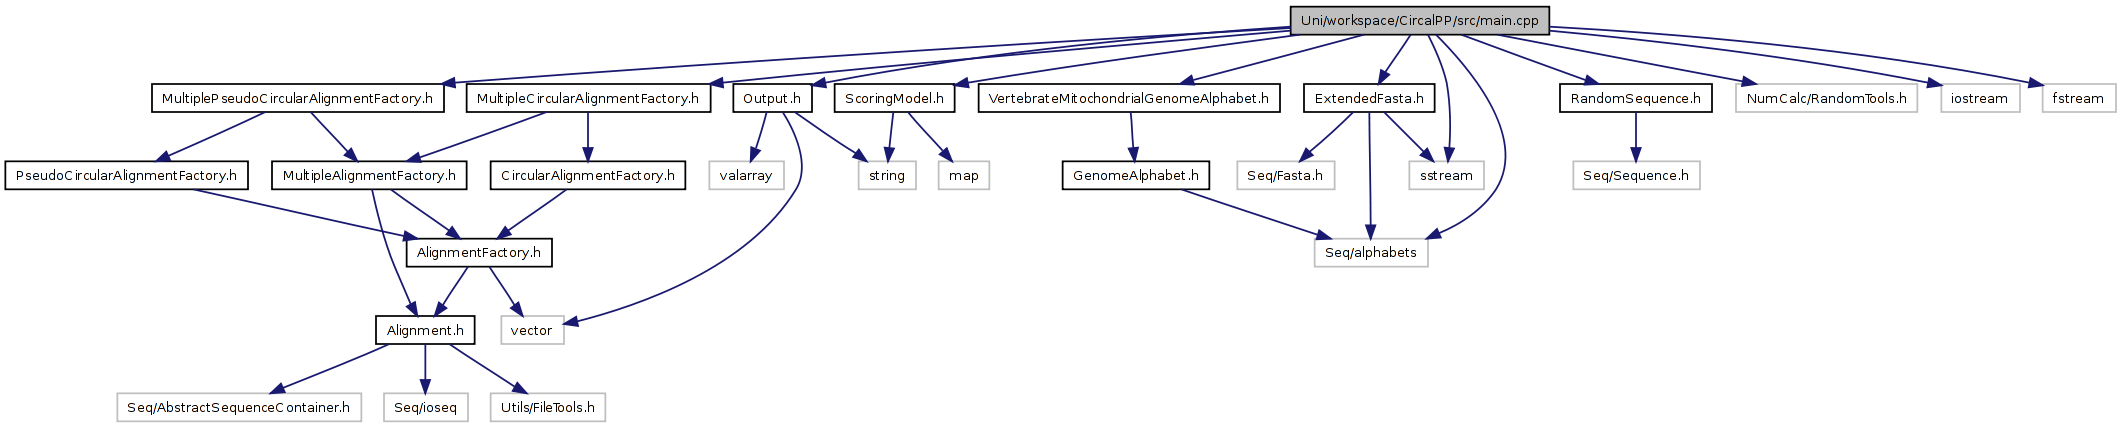 Uni/workspace/CircalPP/src/main.cpp
MultiplePseudoCircularAlignmentFactory.h
MultipleCircularAlignmentFactory.h
Output.h
ScoringModel.h
VertebrateMitochondrialGenomeAlphabet.h
ExtendedFasta.h
RandomSequence.h
NumCalc/RandomTools.h
iostream
fstream
PseudoCircularAlignmentFactory.h
MultipleAlignmentFactory.h
CircularAlignmentFactory.h
valarray
string
map
GenomeAlphabet.h
Seq/Fasta.h
sstream
Seq/Sequence.h
AlignmentFactory.h
Seq/alphabets
Alignment.h
vector
Seq/AbstractSequenceContainer.h
Seq/ioseq
Utils/FileTools.h